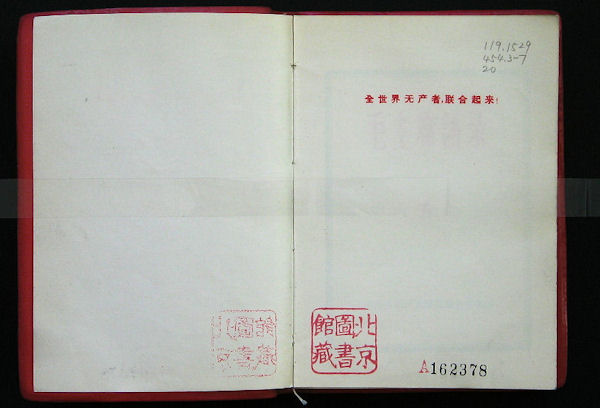 119.1529
454.3-7
20
全世界无产者,联合起来!
北京
圖書
館藏
A162378